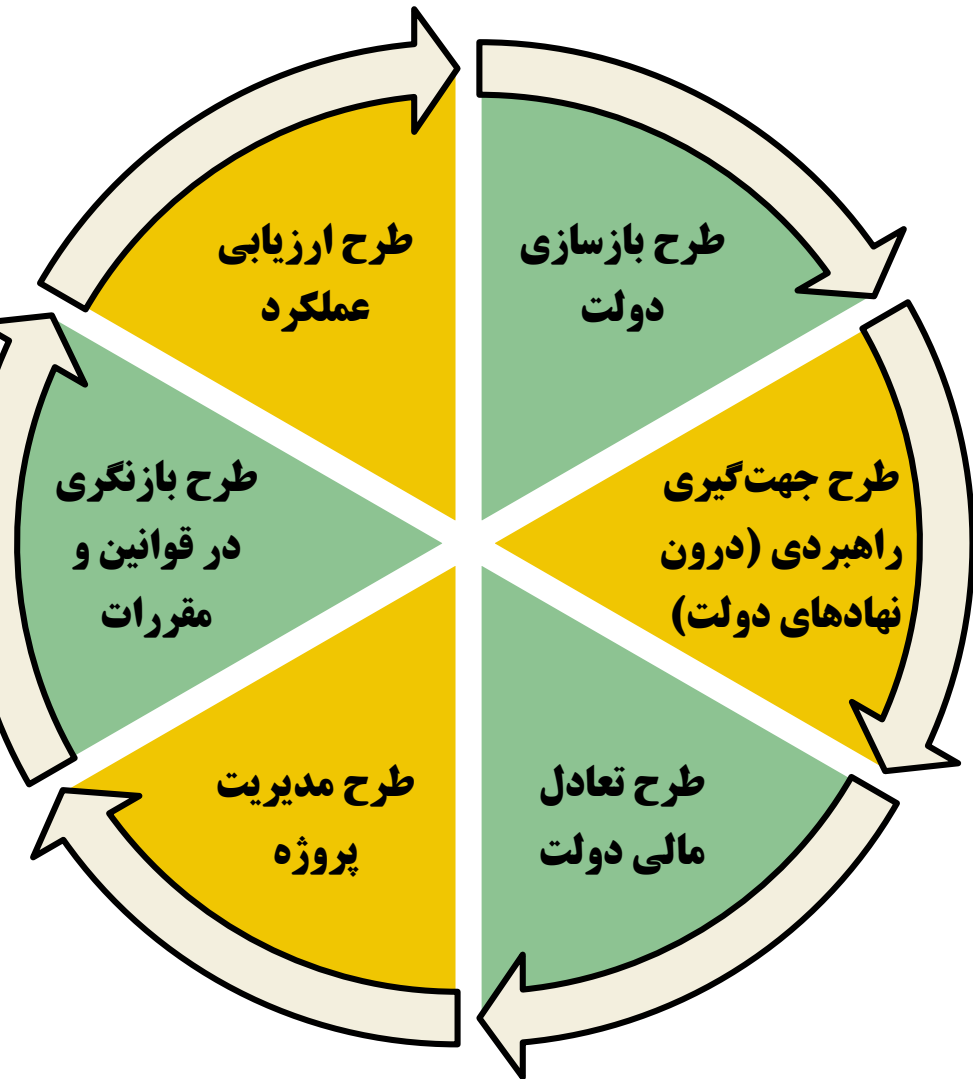 طرح بازسازی
دولت
طرح جهت‌گیری
راهبردی (درون
نهادهای دولت)
طرح تعادل
مالی دولت
طرح مدیریت
پروژه
طرح بازنگری
در قوانین و
مقررات
طرح ارزیابی
عملکرد